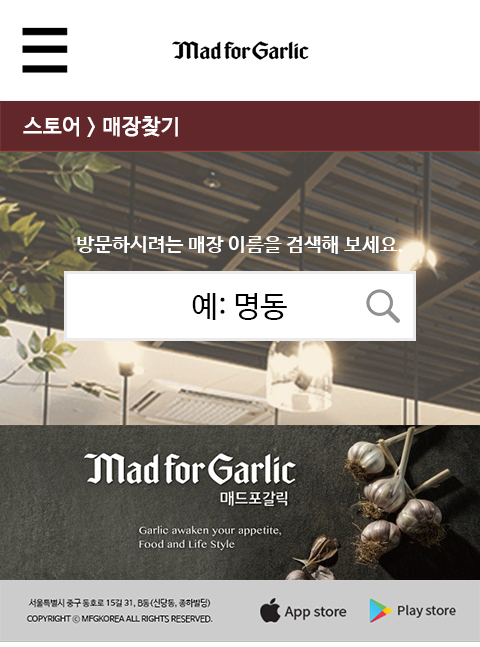 Mad for Garlic
스토어 > 매장찾기
방문하시려는 매장 이름을 검색해 보세요.
예: 명동
Mad for Garlic
매드포갈릭
Garlic awaken your appetite,
Food and Life Style
서울특별시 중구 동호로 15길 31, B동(신당동, 종하빌딩)
COPYRIGHT ⓒ MFGKOREA ALL RIGHTS RESERVED.
App store
Play store